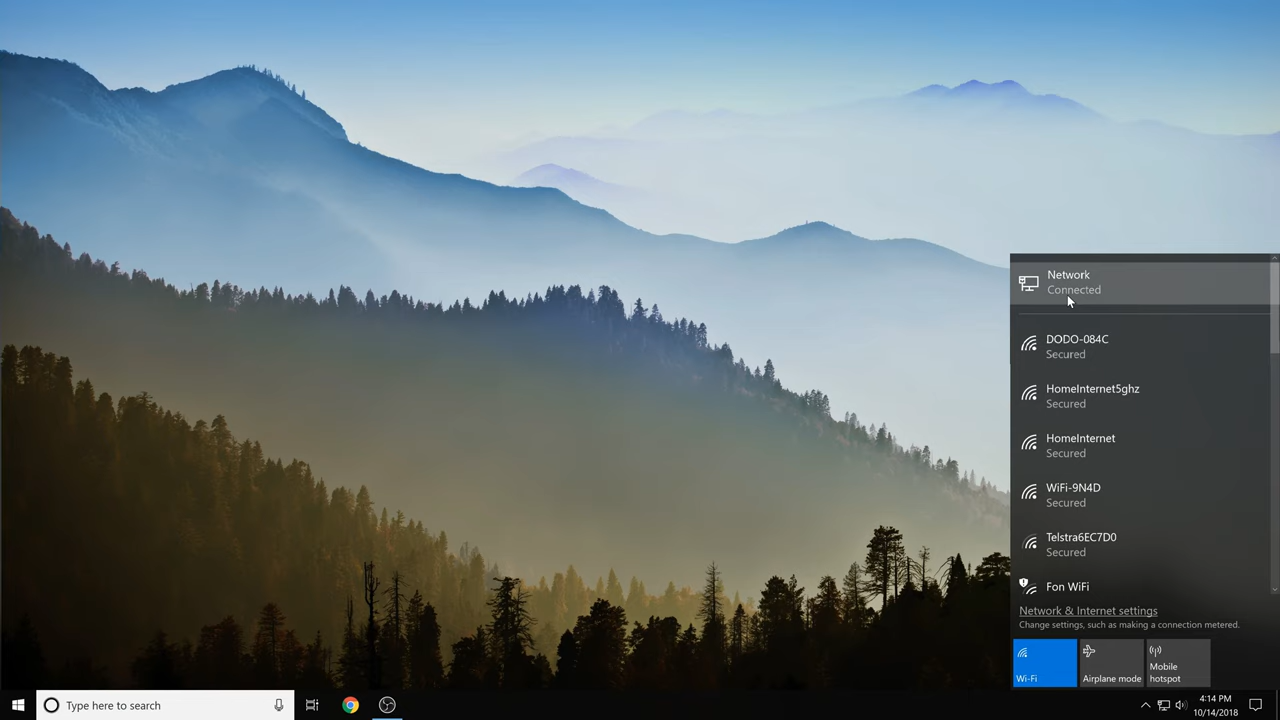 Network
Connected
DODO-084C
Secured
HomeInternet5ghz
Secured
HomeInternet
Secured
WiFi-9N4D
Secured
Telstra6EC7D0
Secured
Fon WiFi
Network & Internet settings
Change settings, such as making a connection metered.
Wi-Fi
Airplane mode
Mobile
hotspot
Type here to search
4:14 PM
10/14/2018